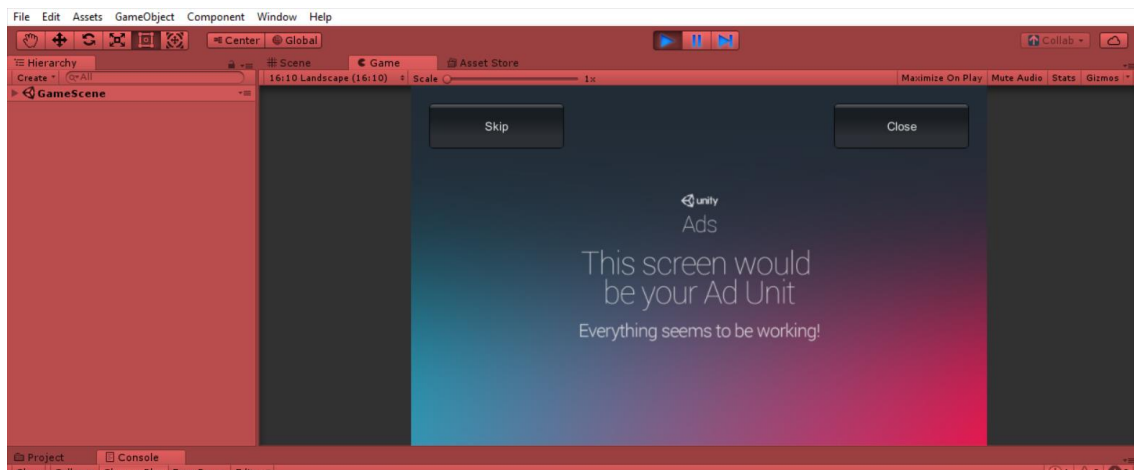 File Edit Assets GameObject Component Window Help
Center Global Collab
Hierarchy Scene Game Asset Store
Create All 16:10 Landscape (16:10) Scale 1x Maximize On Play Mute Audio Stats Gizmos
GameScene
Skip Close
unity
Ads
This screen would
be your Ad Unit
Everything seems to be working!
Project Console